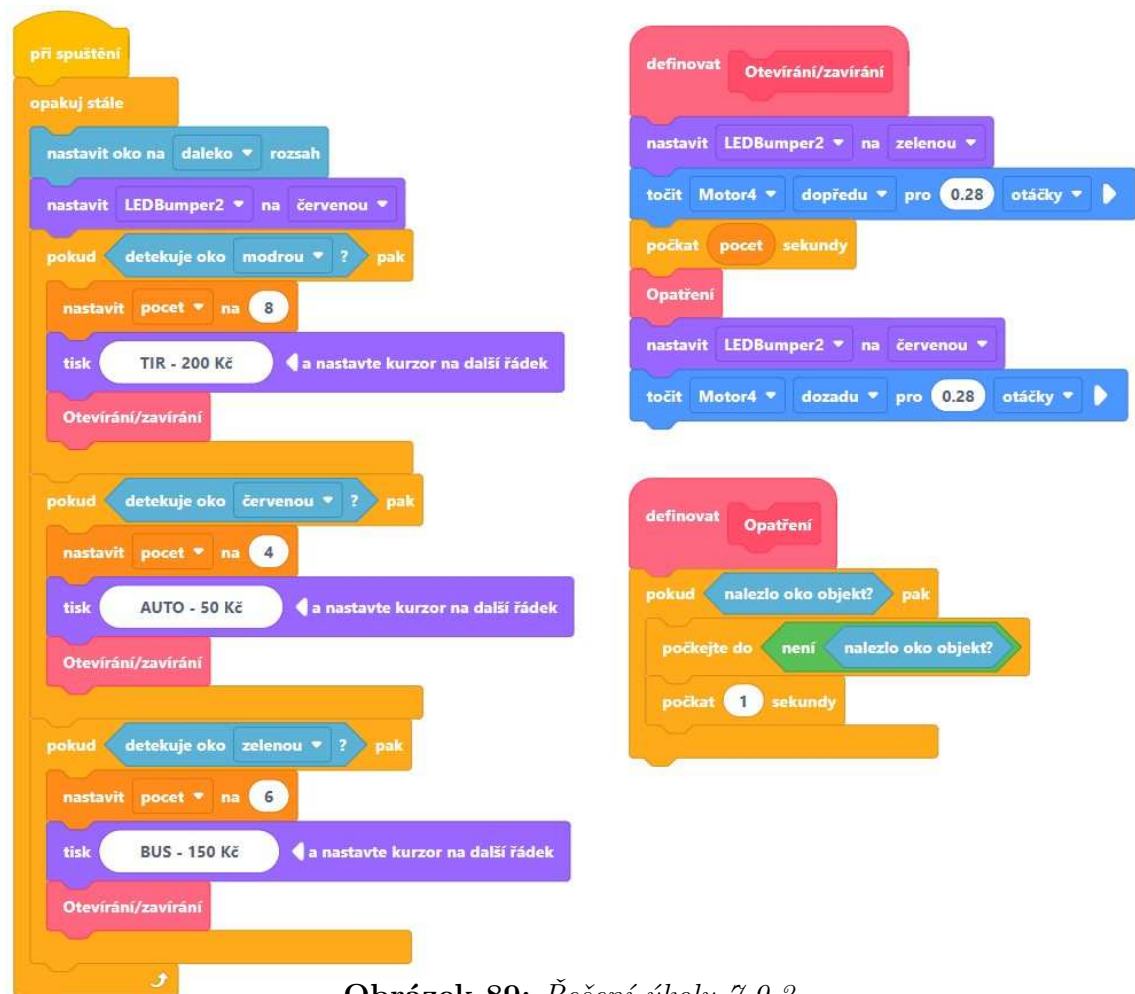 při spuštění
opakuj stále
nastavit oko na daleko rozsah
nastavit LEDBumper2 na červenou
pokud detekuje oko modrou ? pak
nastavit pocet na 8
tisk TIR - 200 Kč a nastavte kurzor na další řádek
Otevírání/zavírání
pokud detekuje oko červenou ? pak
nastavit pocet na 4
tisk AUTO - 50 Kč a nastavte kurzor na další řádek
Otevírání/zavírání
pokud detekuje oko zelenou ? pak
nastavit pocet na 6
tisk BUS - 150 Kč a nastavte kurzor na další řádek
Otevírání/zavírání
definovat Otevírání/zavírání
nastavit LEDBumper2 na zelenou
točit Motor4 dopředu pro 0.28 otáčky
počkat pocet sekundy
Opatření
nastavit LEDBumper2 na červenou
točit Motor4 dozadu pro 0.28 otáčky
definovat Opatření
pokud nalezlo oko objekt? pak
počkejte do není nalezlo oko objekt?
počkat 1 sekundy
Obrázek 89: Řešení úkolu 7.9.2